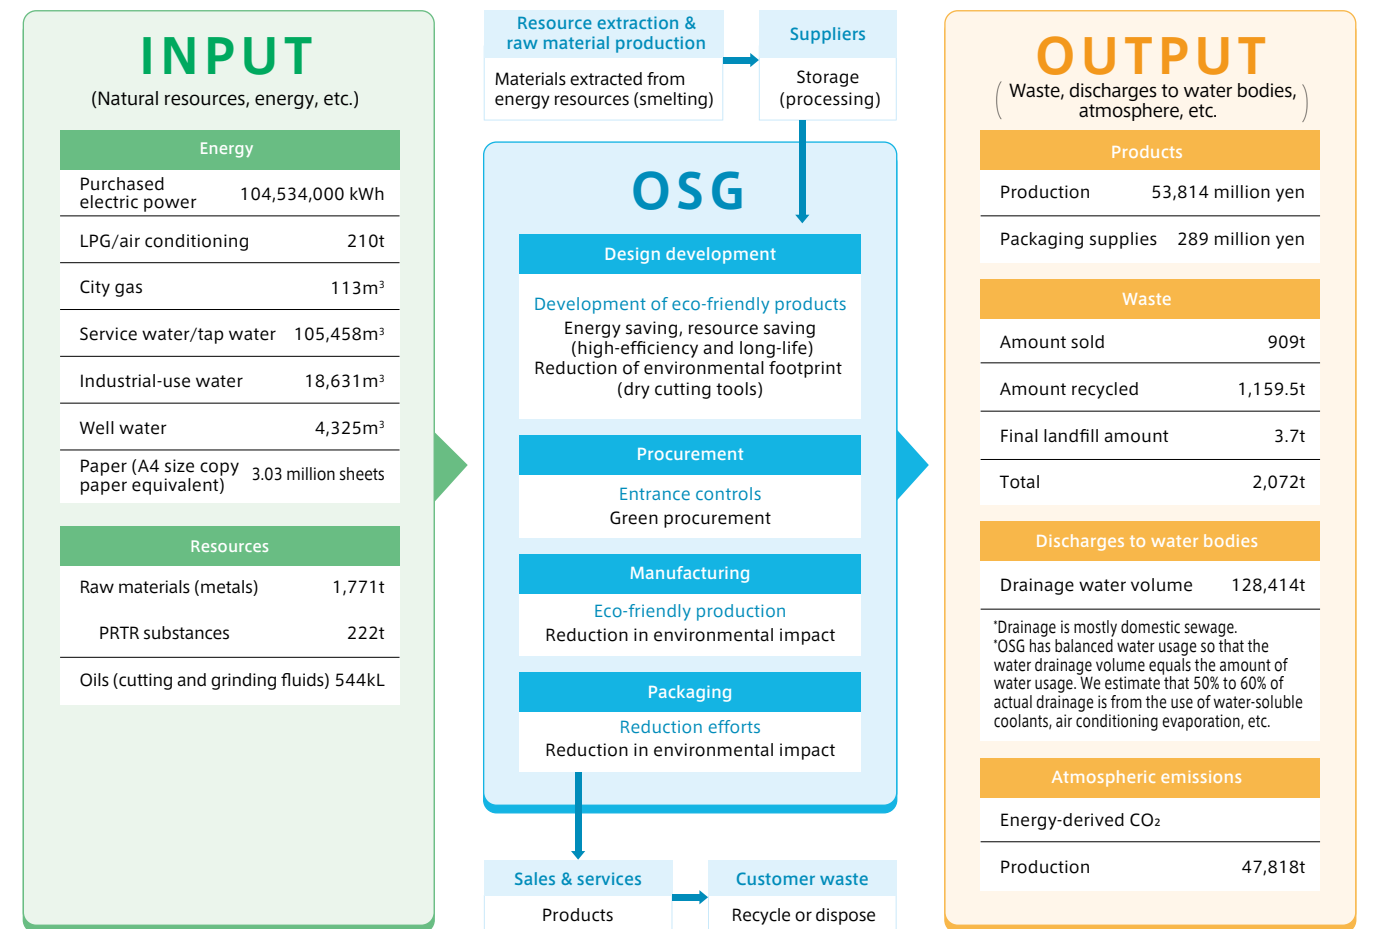 INPUT
(Natural resources, energy, etc.)
Energy
Purchased
electric power 104,534,000 kWh
LPG/air conditioning 210t
City gas 113m³
Service water/tap water 105,458m³
Industrial-use water 18,631m³
Well water 4,325m³
Paper (A4 size copy
paper equivalent) 3.03 million sheets
Resources
Raw materials (metals) 1,771t
PRTR substances 222t
Oils (cutting and grinding fluids) 544kL
Resource extraction &
raw material production
Materials extracted from
energy resources (smelting)
Suppliers
Storage
(processing)
OSG
Design development
Development of eco-friendly products
Energy saving, resource saving
(high-efficiency and long-life)
Reduction of environmental footprint
(dry cutting tools)
Procurement
Entrance controls
Green procurement
Manufacturing
Eco-friendly production
Reduction in environmental impact
Packaging
Reduction efforts
Reduction in environmental impact
Sales & services
Products
Customer waste
Recycle or dispose
OUTPUT
(Waste, discharges to water bodies,
atmosphere, etc.)
Products
Production 53,814 million yen
Packaging supplies 289 million yen
Waste
Amount sold 909t
Amount recycled 1,159.5t
Final landfill amount 3.7t
Total 2,072t
Discharges to water bodies
Drainage water volume 128,414t
*Drainage is mostly domestic sewage.
*OSG has balanced water usage so that the
water drainage volume equals the amount of
water usage. We estimate that 50% to 60% of
actual drainage is from the use of water-soluble
coolants, air conditioning evaporation, etc.
Atmospheric emissions
Energy-derived CO₂
Production 47,818t